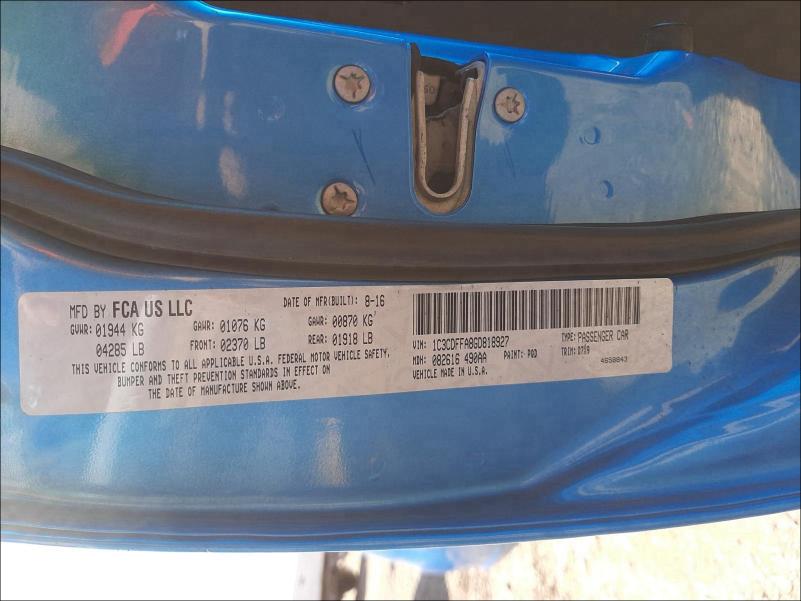 MFD BY FCA US LLC DATE OF MFR(BUILT): 8-16
GVWR: 01944 KG GAWR: 01076 KG GAWR: 00870 KG
04285 LB FRONT: 02370 LB REAR: 01918 LB
THIS VEHICLE CONFORMS TO ALL APPLICABLE U.S.A. FEDERAL MOTOR VEHICLE SAFETY,
BUMPER AND THEFT PREVENTION STANDARDS IN EFFECT ON
THE DATE OF MANUFACTURE SHOWN ABOVE.
VIN: 1C3CDFFA8GD818927 TYPE: PASSENGER CAR
MDH: 082616 490AA PAINT: PQD TRIM:
VEHICLE MADE IN U.S.A. 4658843